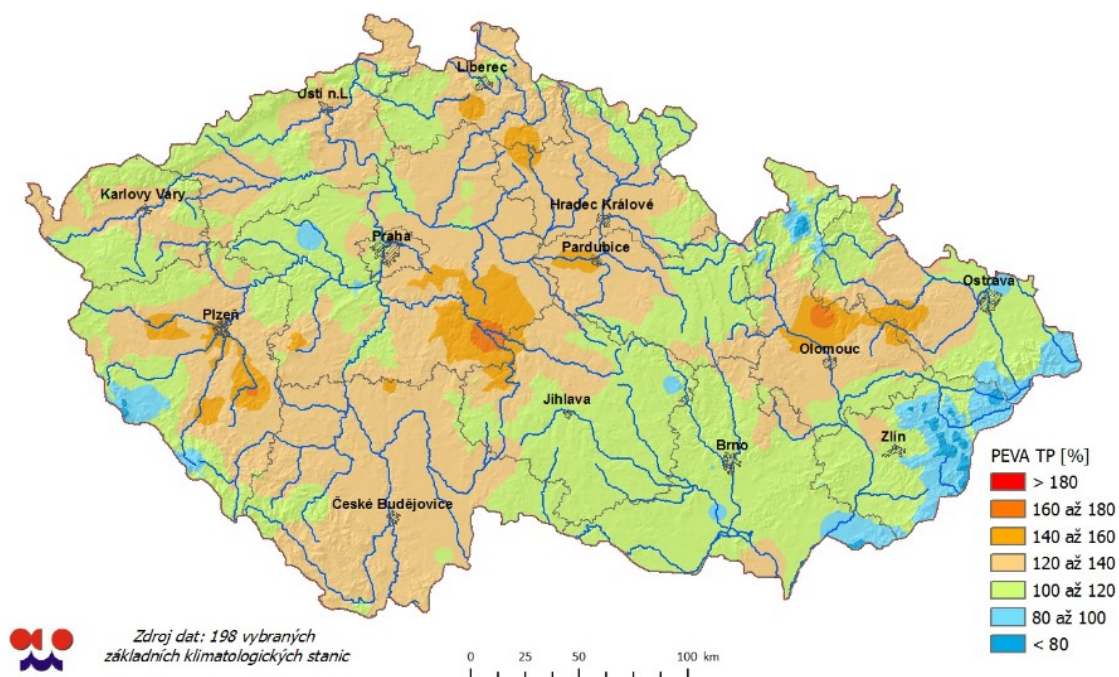 Liberec
Ústí n.L.
Karlovy Vary
Hradec Králové
Praha
Pardubice
Ostrava
Plzeň
Olomouc
Jihlava
Zlín
Brno
České Budějovice
PEVA TP [%]
> 180
160 až 180
140 až 160
120 až 140
100 až 120
80 až 100
< 80
Zdroj dat: 198 vybraných
základních klimatologických stanic
0 25 50 100 km